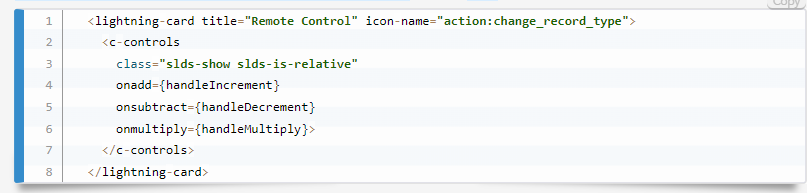 Copy
1 <lightning-card title="Remote Control" icon-name="action:change_record_type">
2 <c-controls
3 class="slds-show slds-is-relative"
4 onadd={handleIncrement}
5 onsubtract={handleDecrement}
6 onmultiply={handleMultiply}>
7 </c-controls>
8 </lightning-card>